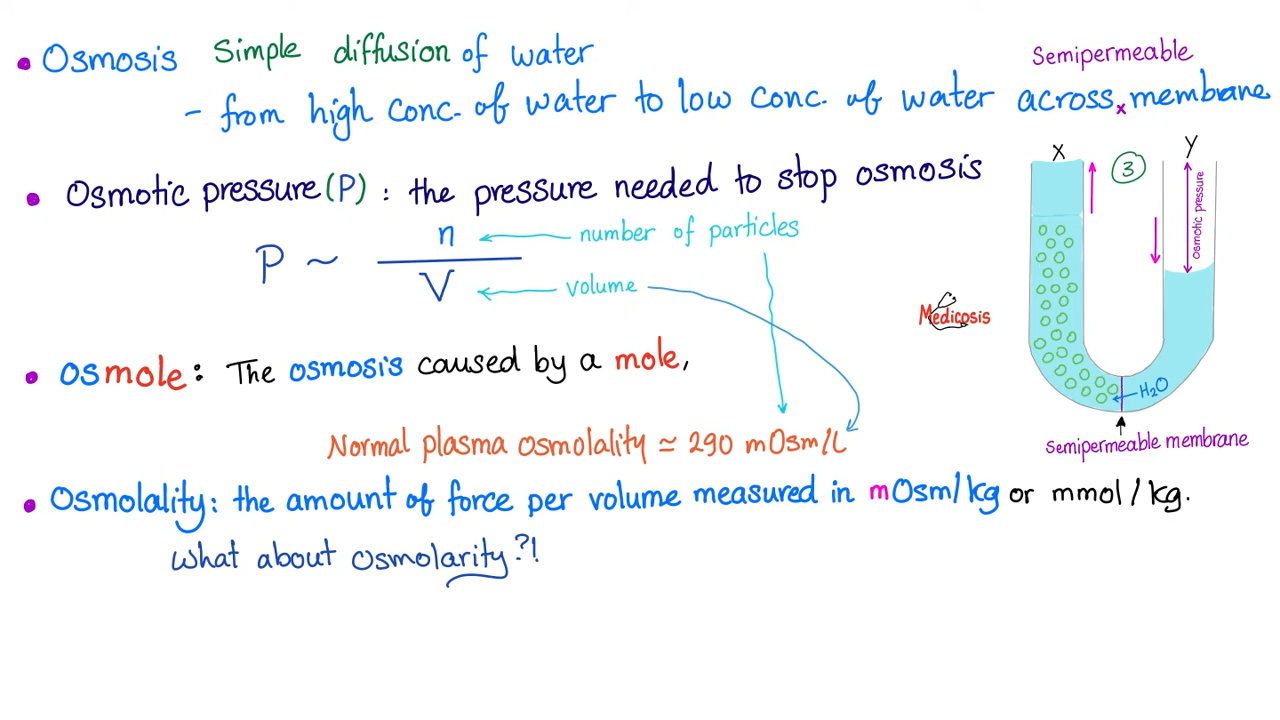 • Osmosis Simple diffusion of water
- from high conc. of water to low conc. of water across x membrane
Semipermeable
• Osmotic pressure (P) : the pressure needed to stop osmosis
P ~ n / V
number of particles
volume
• osmole : The osmosis caused by a mole,
Normal plasma osmolality ≃ 290 mOsm/L
• Osmolality : the amount of force per volume measured in mOsm/kg or mmol/kg.
What about osmolarity ?!
X
Y
3
osmotic pressure
Medicosis
H2O
Semipermeable membrane